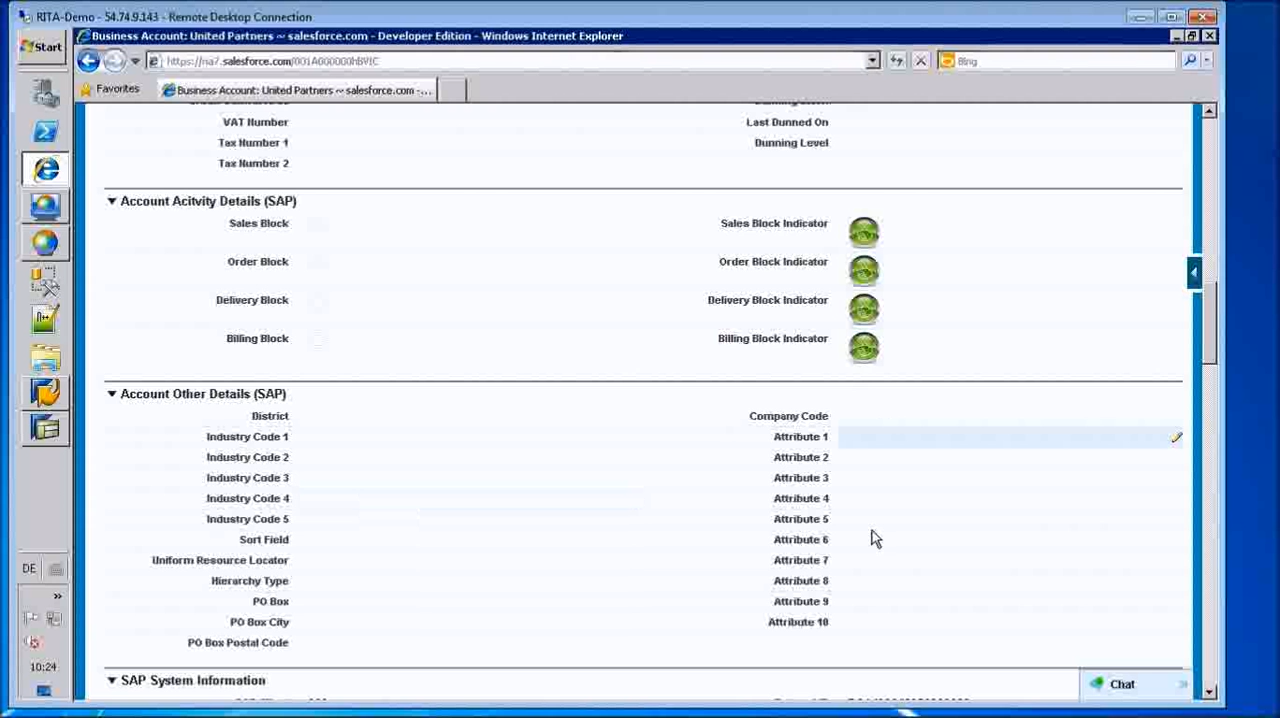 RITA-Demo - 54.74.9.143 - Remote Desktop Connection
Start
Business Account: United Partners ~ salesforce.com - Developer Edition - Windows Internet Explorer
salesforce.com
Bing
Favorites
Business Account: United Partners ~ salesforce.com -...
VAT Number
Last Dunned On
Tax Number 1
Dunning Level
Tax Number 2
Account Acitvity Details (SAP)
Sales Block
Sales Block Indicator
Order Block
Order Block Indicator
Delivery Block
Delivery Block Indicator
Billing Block
Billing Block Indicator
Account Other Details (SAP)
District
Company Code
Industry Code 1
Attribute 1
Industry Code 2
Attribute 2
Industry Code 3
Attribute 3
Industry Code 4
Attribute 4
Industry Code 5
Attribute 5
Sort Field
Attribute 6
Uniform Resource Locator
Attribute 7
Hierarchy Type
Attribute 8
PO Box
Attribute 9
PO Box City
Attribute 10
PO Box Postal Code
SAP System Information
Chat
DE
10:24